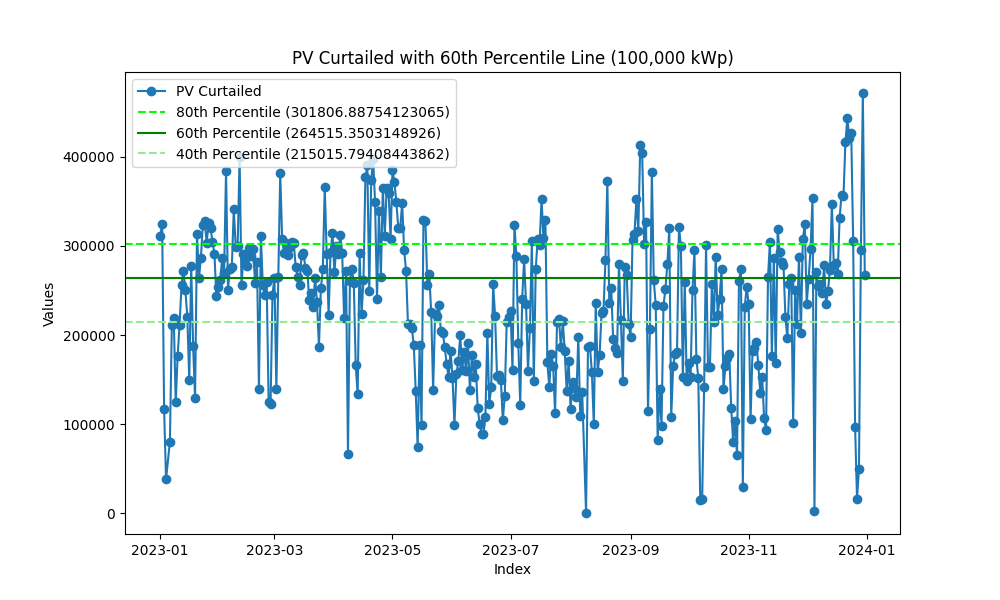 PV Curtailed with 60th Percentile Line (100,000 kWp)
PV Curtailed
80th Percentile (301806.88754123065)
60th Percentile (264515.3503148926)
40th Percentile (215015.79408443862)
Values
400000
300000
200000
100000
0
2023-01 2023-03 2023-05 2023-07 2023-09 2023-11 2024-01
Index